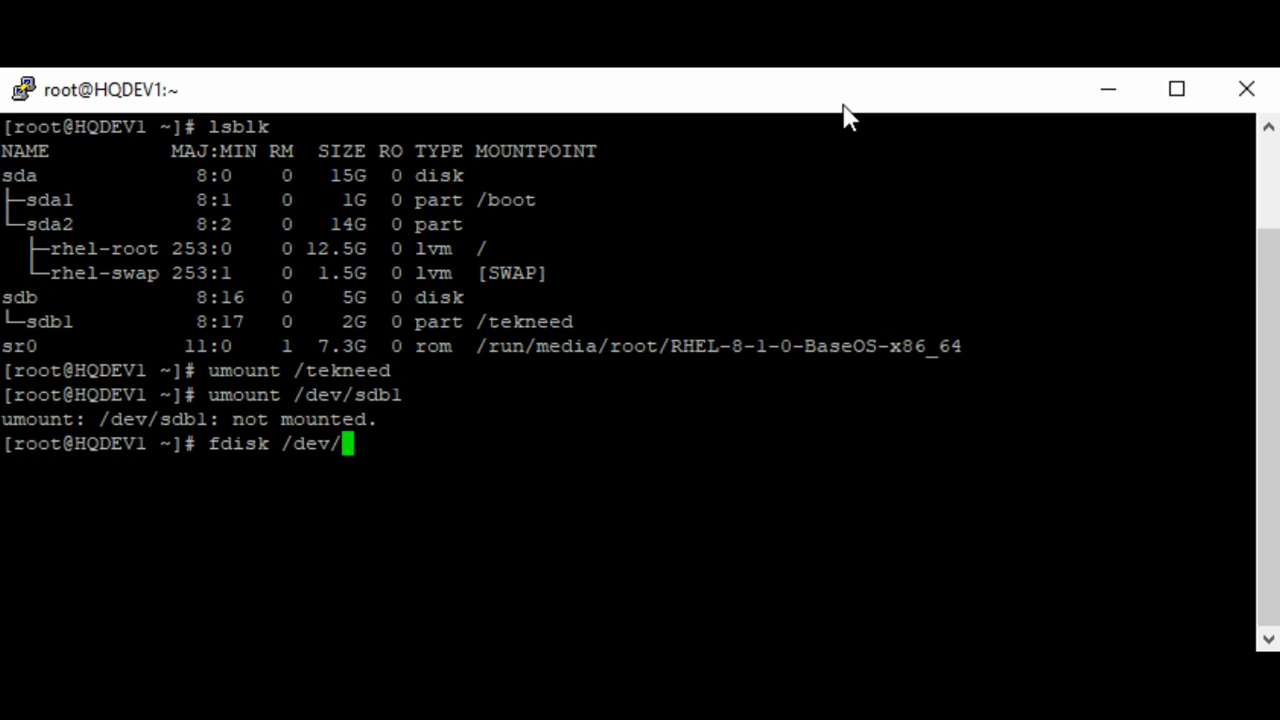 root@HQDEV1:~
[root@HQDEV1 ~]# lsblk
NAME          MAJ:MIN RM  SIZE RO TYPE MOUNTPOINT
sda             8:0    0   15G  0 disk
├─sda1          8:1    0    1G  0 part /boot
└─sda2          8:2    0   14G  0 part
  ├─rhel-root 253:0    0 12.5G  0 lvm  /
  └─rhel-swap 253:1    0  1.5G  0 lvm  [SWAP]
sdb             8:16   0    5G  0 disk
└─sdb1          8:17   0    2G  0 part /tekneed
sr0            11:0    1  7.3G  0 rom  /run/media/root/RHEL-8-1-0-BaseOS-x86_64
[root@HQDEV1 ~]# umount /tekneed
[root@HQDEV1 ~]# umount /dev/sdb1
umount: /dev/sdb1: not mounted.
[root@HQDEV1 ~]# fdisk /dev/